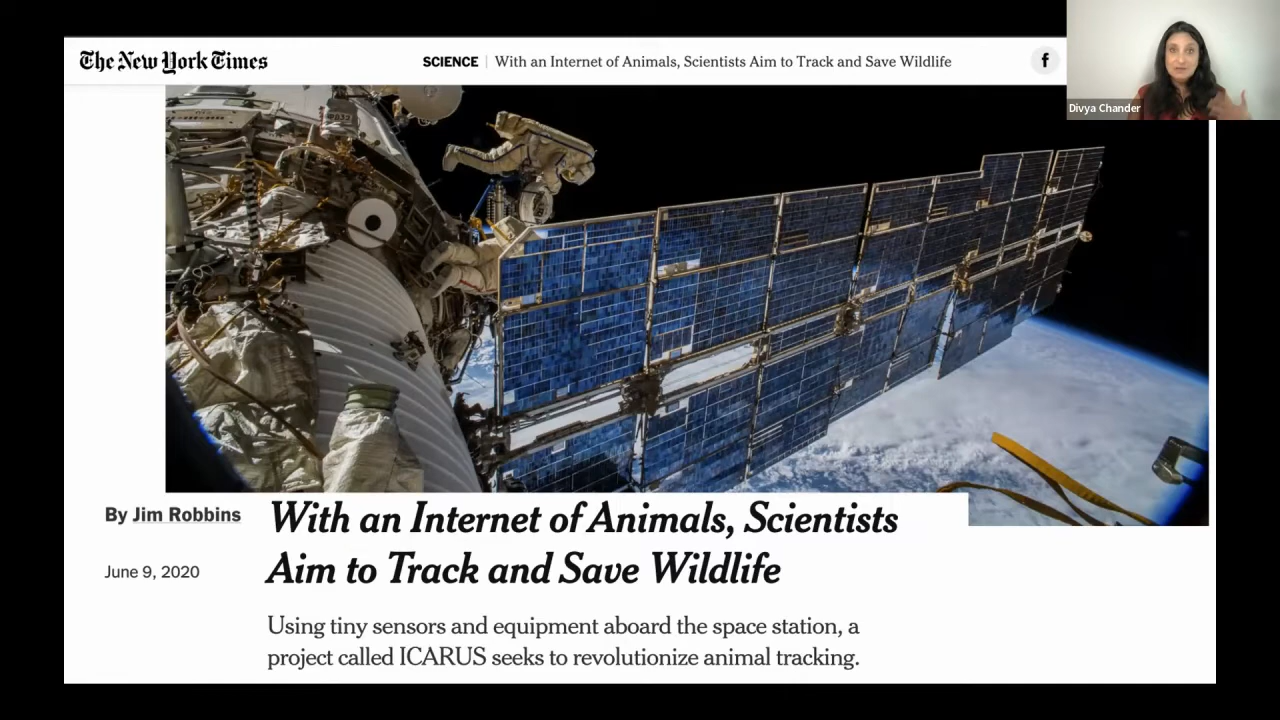 The New York Times
SCIENCE | With an Internet of Animals, Scientists Aim to Track and Save Wildlife
f
Divya Chander
By Jim Robbins
June 9, 2020
With an Internet of Animals, Scientists
Aim to Track and Save Wildlife
Using tiny sensors and equipment aboard the space station, a
project called ICARUS seeks to revolutionize animal tracking.